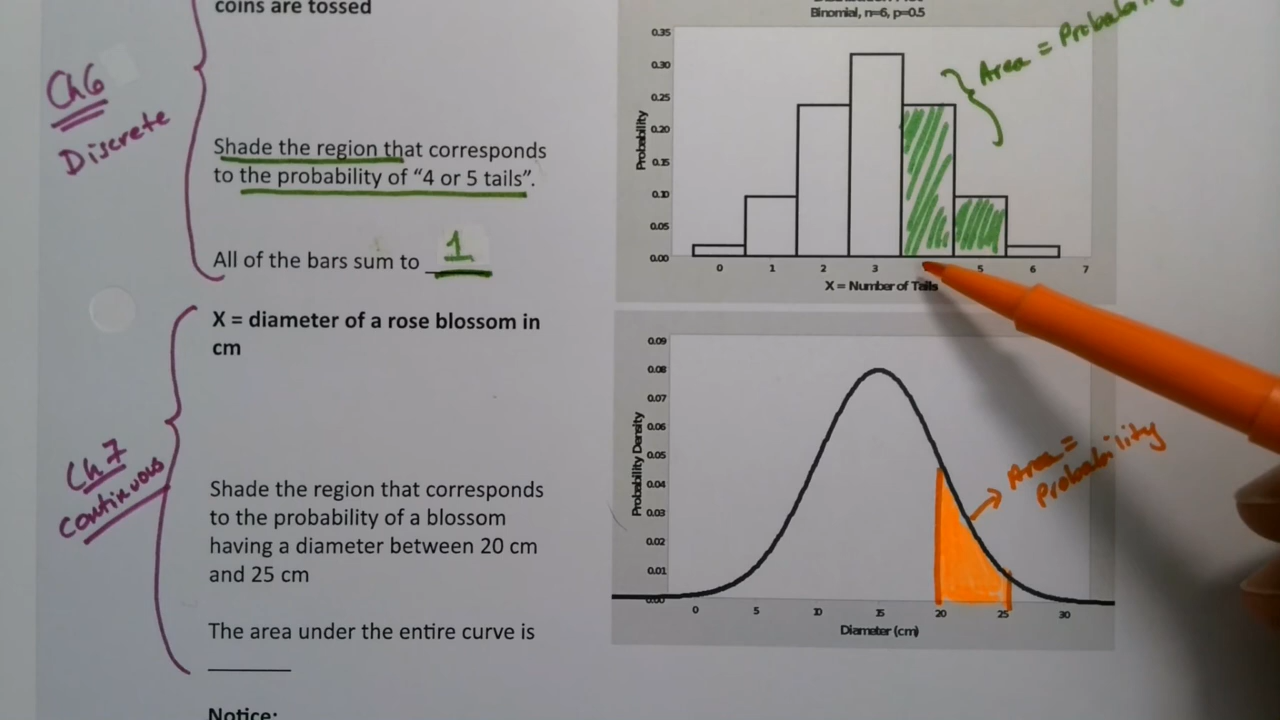 coins are tossed
Ch6
Discrete
Shade the region that corresponds
to the probability of “4 or 5 tails”.
All of the bars sum to 1
Binomial, n=6, p=0.5
0.35
0.30
0.25
0.20
0.15
0.10
0.05
0.00
Probability
0 1 2 3 5 6 7
X = Number of Tails
Area = Probability
X = diameter of a rose blossom in
cm
Ch 7
Continuous
Shade the region that corresponds
to the probability of a blossom
having a diameter between 20 cm
and 25 cm
The area under the entire curve is
0.09
0.08
0.07
0.06
0.05
0.04
0.03
0.02
0.01
0.00
Probability Density
0 5 10 15 20 25 30
Diameter (cm)
Area =
Probability
Notice: